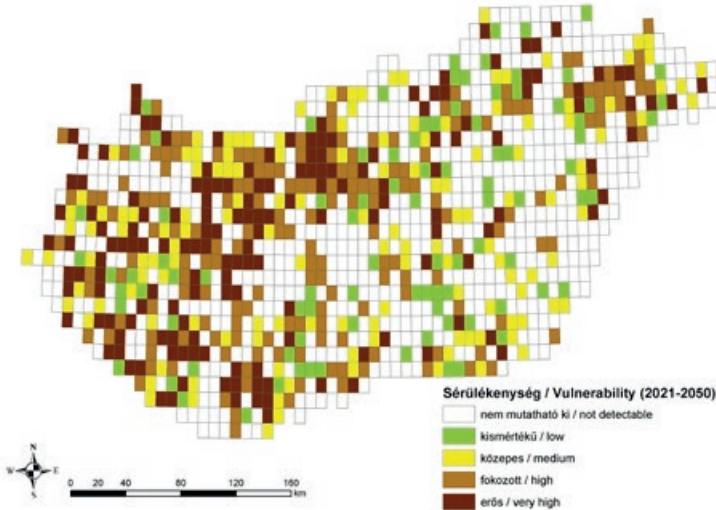 Sérülékenység / Vulnerability (2021-2050)
nem mutatható ki / not detectable
kismértékű / low
közepes / medium
fokozott / high
erős / very high
N
W E
S
0 20 40 80 120 160
km